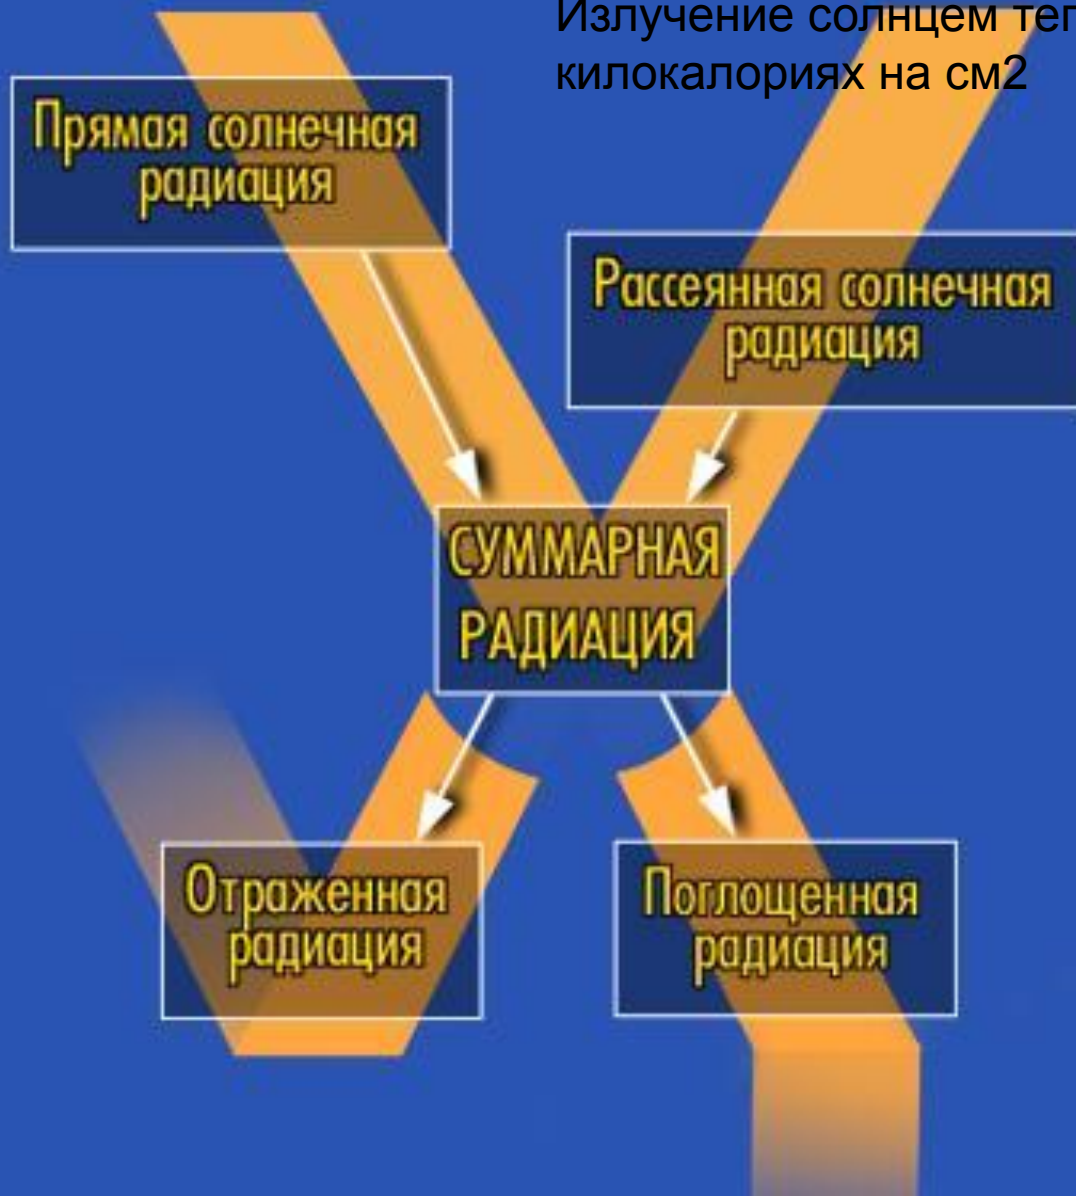 Излучение солнцем
килокалориях на см2
Прямая солнечная
радиация
Рассеянная солнечная
радиация
СУММАРНАЯ
РАДИАЦИЯ
Отраженная
радиация
Поглощенная
радиация